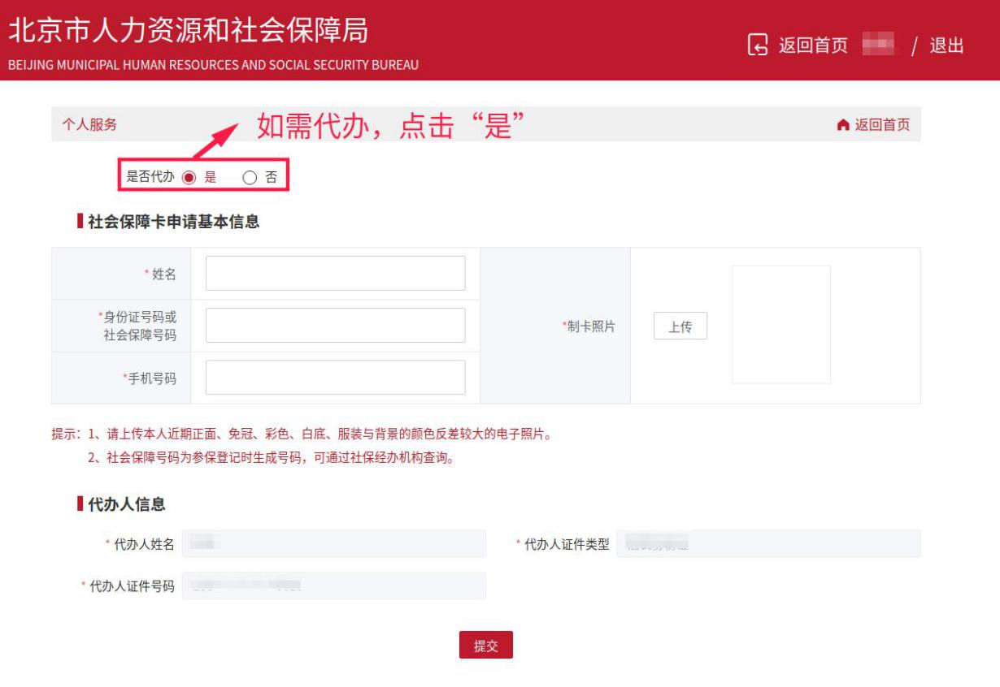 北京市人力资源和社会保障局
BEIJING MUNICIPAL HUMAN RESOURCES AND SOCIAL SECURITY BUREAU
返回首页 / 退出
个人服务
如需代办，点击“是”
返回首页
是否代办 是 否
社会保障卡申请基本信息
* 姓名
*身份证号码或
社会保障号码
*手机号码
*制卡照片
上传
提示：1、请上传本人近期正面、免冠、彩色、白底、服装与背景的颜色反差较大的电子照片。
2、社会保障号码为参保登记时生成号码，可通过社保经办机构查询。
代办人信息
* 代办人姓名
* 代办人证件类型
* 代办人证件号码
提交